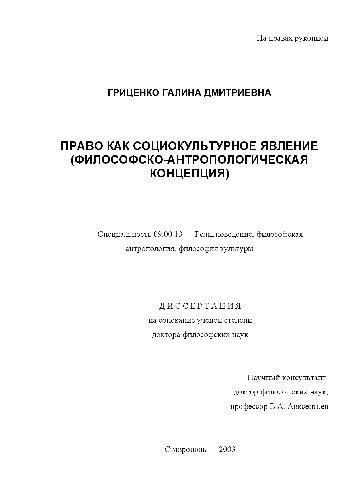 На правах рукописи
ГРИЦЕНКО ГАЛИНА ДМИТРИЕВНА
ПРАВО КАК СОЦИОКУЛЬТУРНОЕ ЯВЛЕНИЕ
(ФИЛОСОФСКО-АНТРОПОЛОГИЧЕСКАЯ
КОНЦЕПЦИЯ)
Специальность 09.00.13 философская
антропология, философия культуры
ДИССЕРТАЦИЯ
на соискание ученой степени
доктора философских наук
Научный консультант:
доктор философских наук,
профессор В.А. Авксентьев
Ставрополь 2003